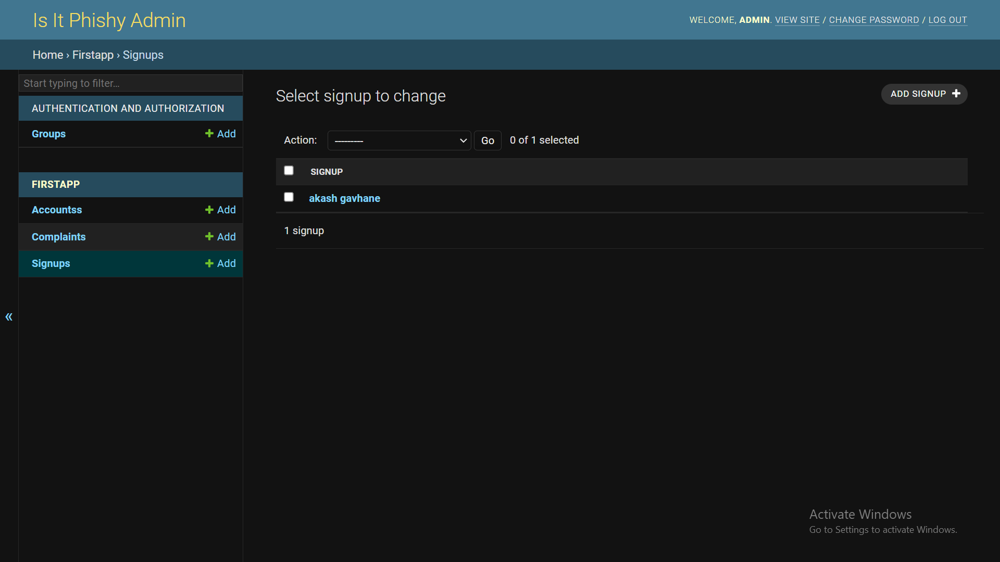 Is It Phishy Admin
WELCOME, ADMIN. VIEW SITE / CHANGE PASSWORD / LOG OUT
Home › Firstapp › Signups
Start typing to filter...
AUTHENTICATION AND AUTHORIZATION
Groups + Add
FIRSTAPP
Accountss + Add
Complaints + Add
Signups + Add
«
Select signup to change
ADD SIGNUP +
Action: --------- Go 0 of 1 selected
SIGNUP
akash gavhane
1 signup
Activate Windows
Go to Settings to activate Windows.